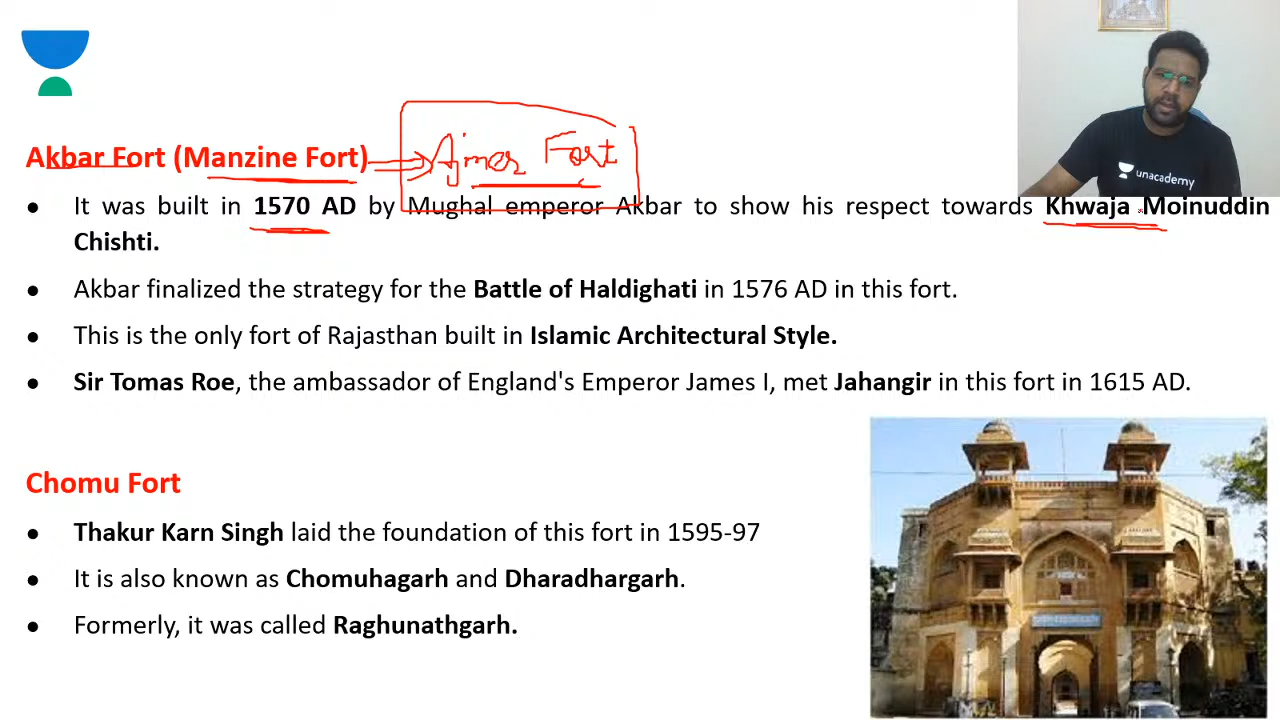 Akbar Fort (Manzine Fort)
Ajmer Fort
● It was built in 1570 AD by Mughal emperor Akbar to show his respect towards Khwaja Moinuddin
Chishti.
● Akbar finalized the strategy for the Battle of Haldighati in 1576 AD in this fort.
● This is the only fort of Rajasthan built in Islamic Architectural Style.
● Sir Tomas Roe, the ambassador of England's Emperor James I, met Jahangir in this fort in 1615 AD.
Chomu Fort
● Thakur Karn Singh laid the foundation of this fort in 1595-97
● It is also known as Chomuhagarh and Dharadhargarh.
● Formerly, it was called Raghunathgarh.
unacademy